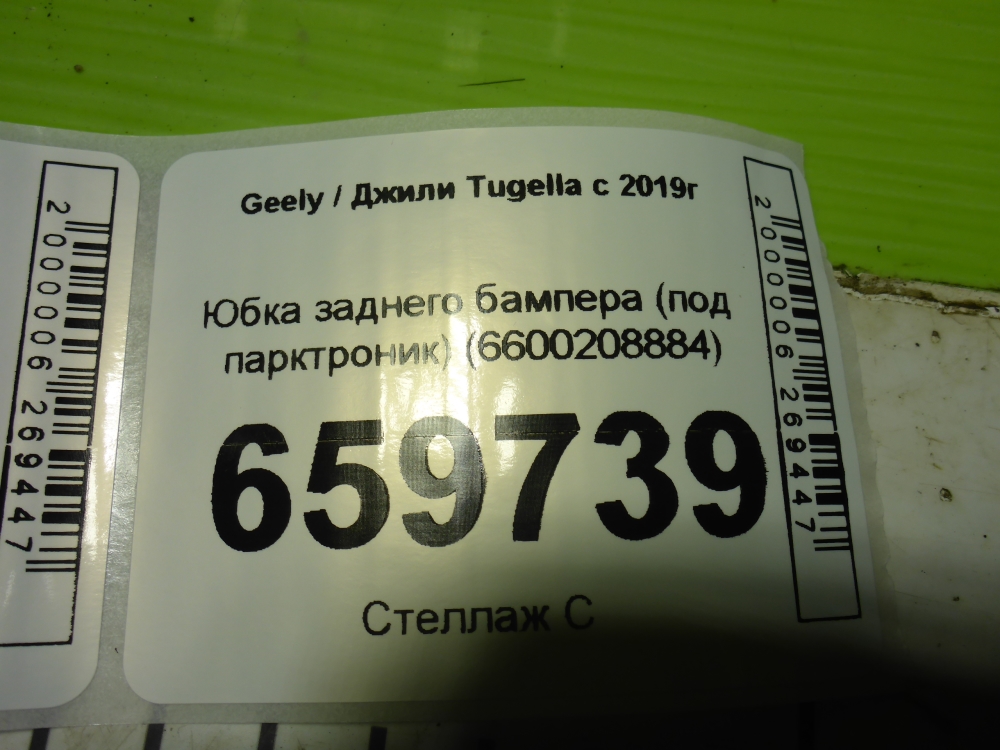 2000006269447
Geely / Джили Tugella с 2019г
Юбка заднего бампера (под
парктроник) (6600208884)
659739
Стеллаж С
2000006269447